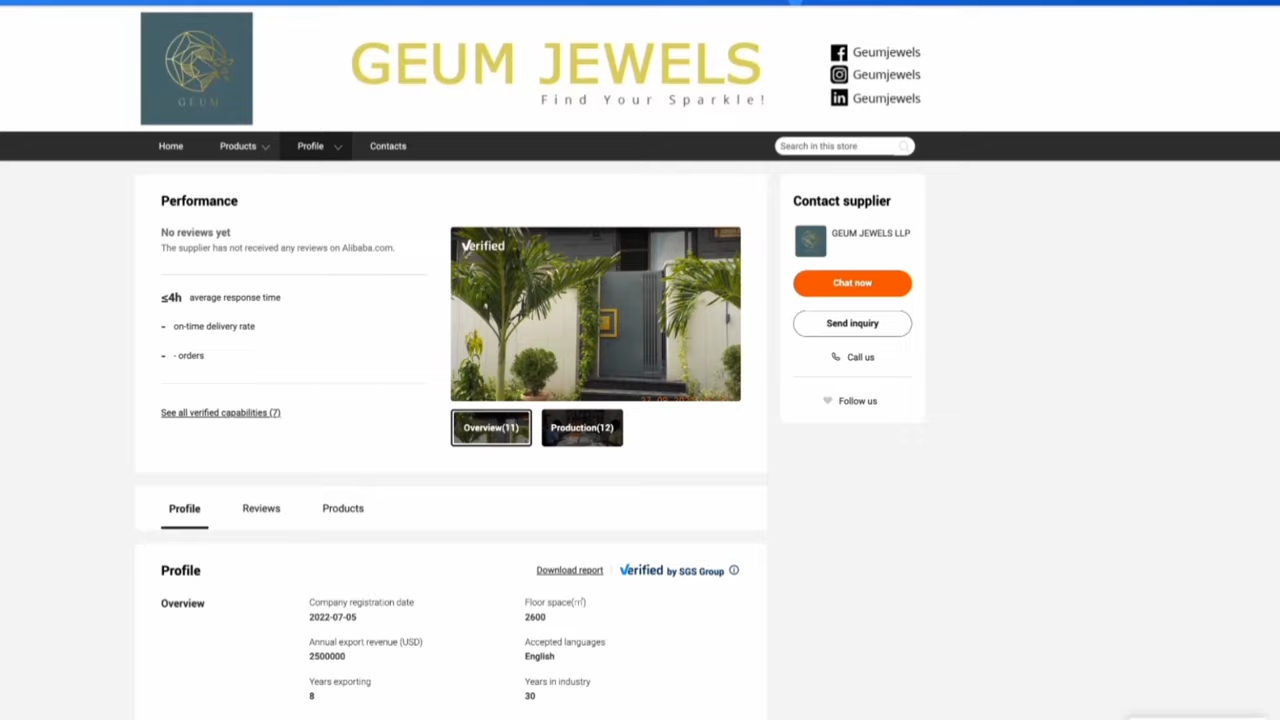 GEUM
GEUM JEWELS
Find Your Sparkle!
Geumjewels
Geumjewels
Geumjewels
Home Products Profile Contacts
Search in this store
Performance
No reviews yet
The supplier has not received any reviews on Alibaba.com.
≤4h average response time
- on-time delivery rate
- - orders
See all verified capabilities (7)
Verified
Overview(11) Production(12)
Contact supplier
GEUM JEWELS LLP
Chat now
Send inquiry
Call us
Follow us
Profile Reviews Products
Profile
Download report
Verified by SGS Group
Overview
Company registration date Floor space(㎡)
2022-07-05 2600
Annual export revenue (USD) Accepted languages
2500000 English
Years exporting Years in industry
8 30